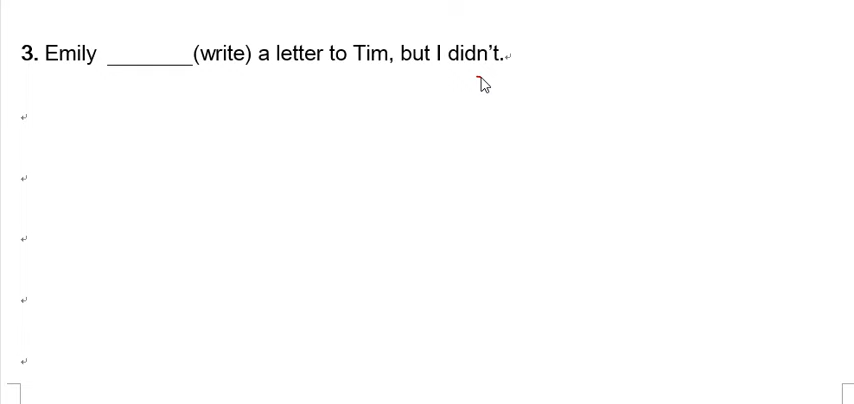 3. Emily ________(write) a letter to Tim, but I didn’t.